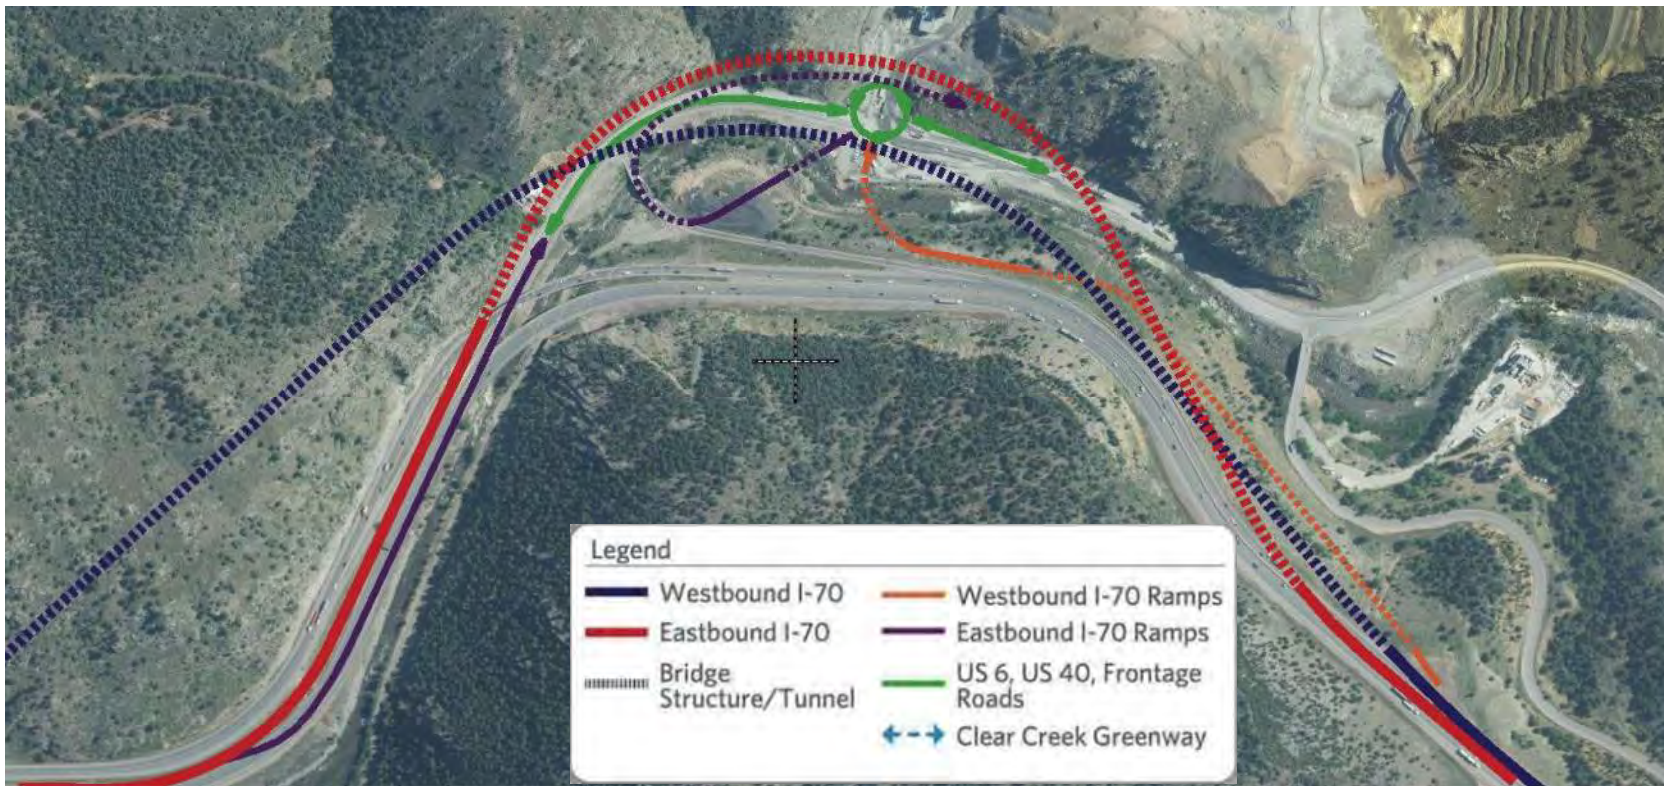 Legend
Westbound I-70
Eastbound I-70
Bridge
Structure/Tunnel
Westbound I-70 Ramps
Eastbound I-70 Ramps
US 6, US 40, Frontage
Roads
Clear Creek Greenway